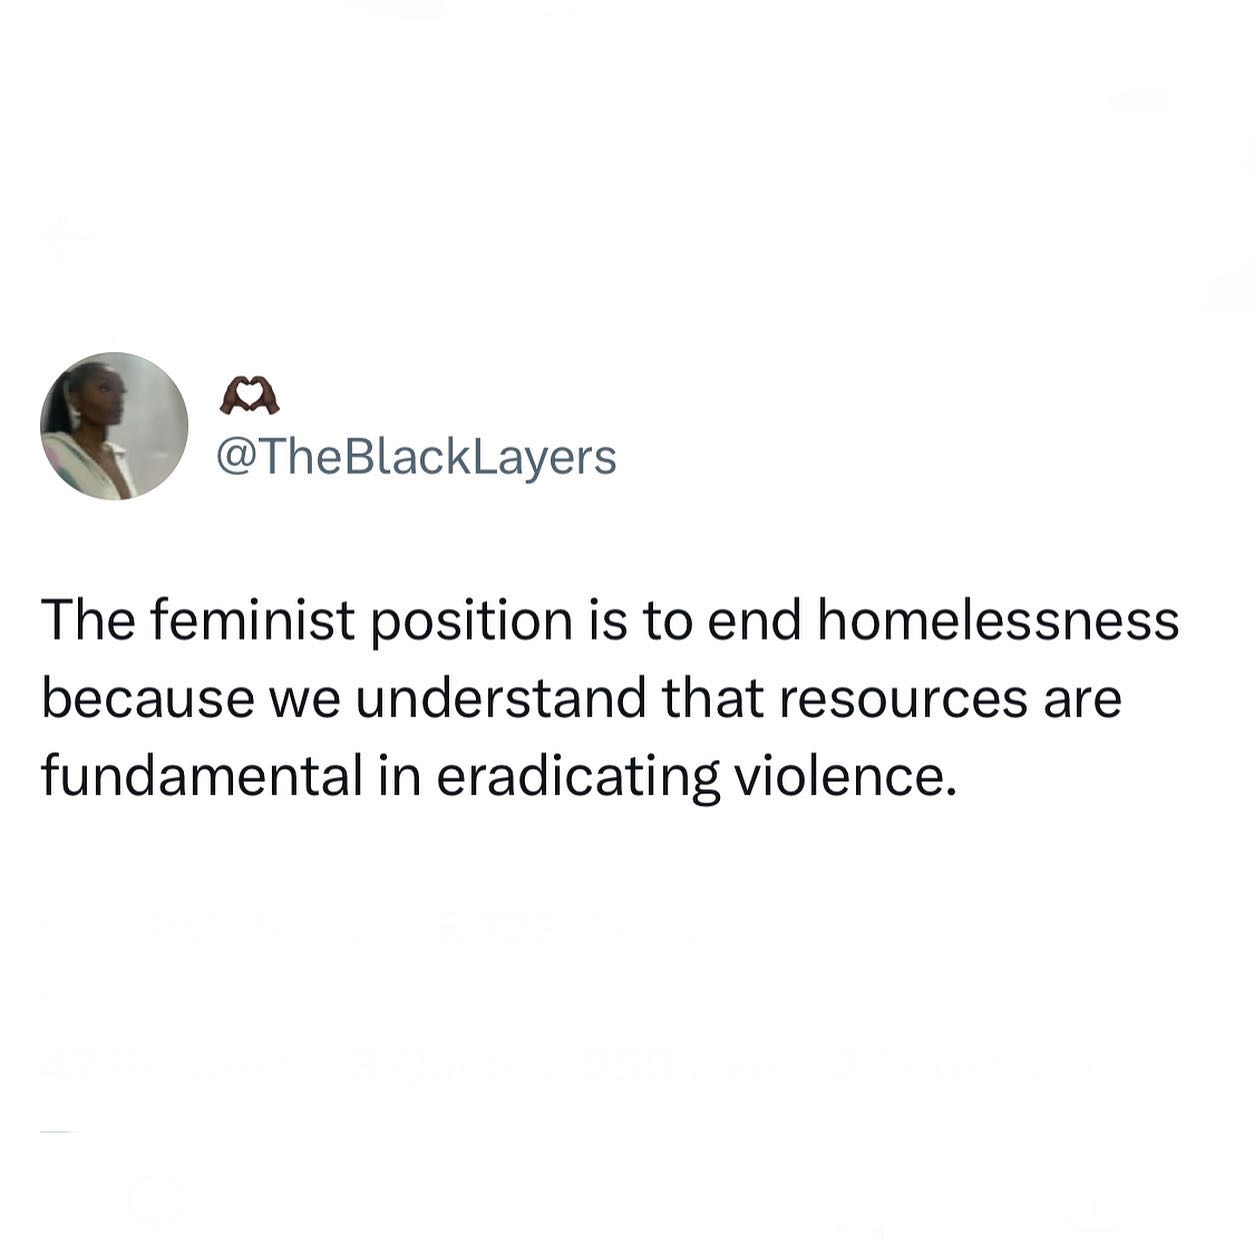 🫶🏿
@TheBlackLayers
The feminist position is to end homelessness
because we understand that resources are
fundamental in eradicating violence.